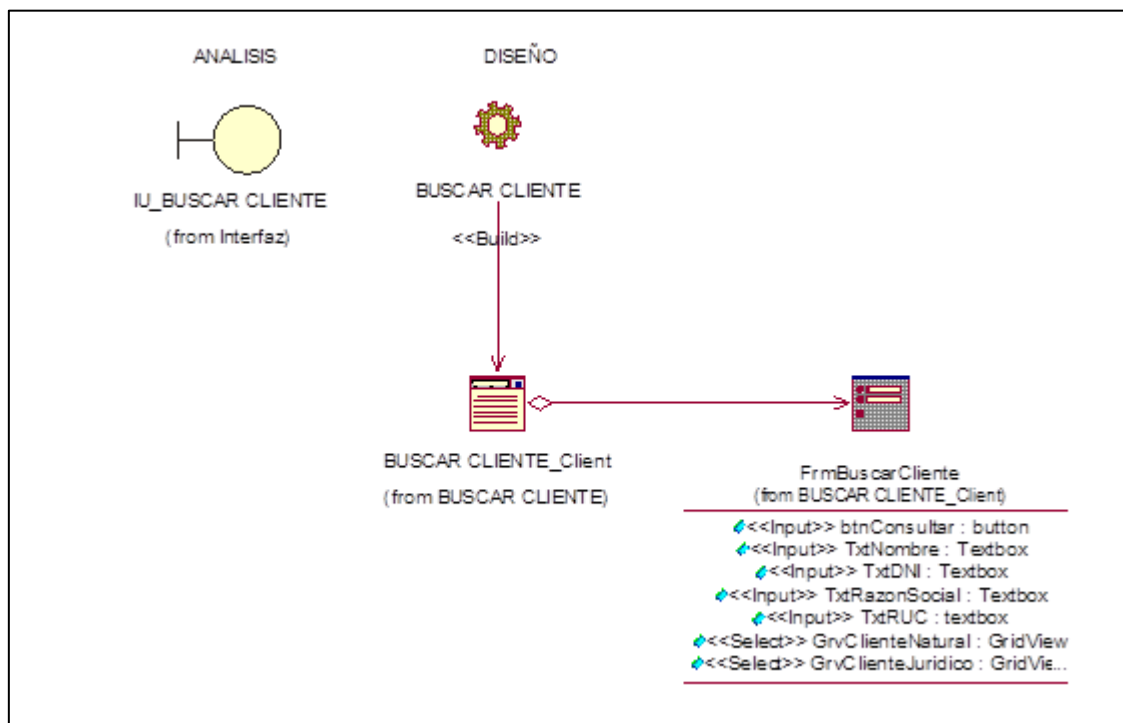 ANALISIS
DISEÑO
IU_BUSCAR CLIENTE
(from Interfaz)
BUSCAR CLIENTE
<<Build>>
BUSCAR CLIENTE_Client
(from BUSCAR CLIENTE)
FrmBuscarCliente
(from BUSCAR CLIENTE_Client)
<<Input>> btnConsultar : button
<<Input>> TxtNombre : Textbox
<<Input>> TxtDNI : Textbox
<<Input>> TxtRazonSocial : Textbox
<<Input>> TxtRUC : textbox
<<Select>> GrvClienteNatural : GridView
<<Select>> GrvClienteJuridico : GridVie...